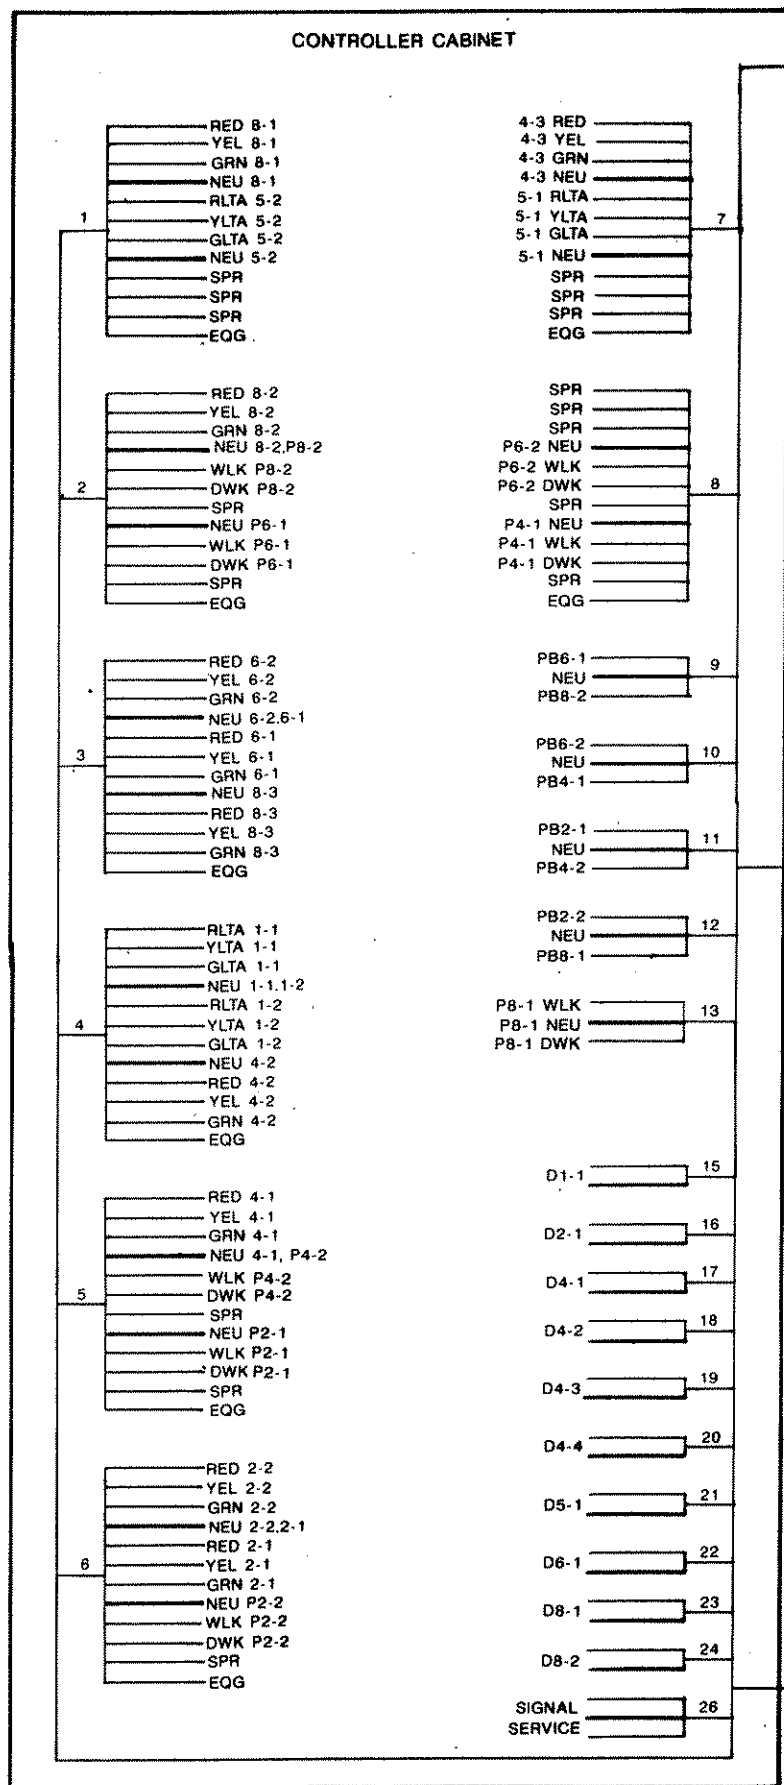 CONTROLLER CABINET
1
RED 8-1
YEL 8-1
GRN 8-1
NEU 8-1
RLTA 5-2
YLTA 5-2
GLTA 5-2
NEU 5-2
SPR
SPR
SPR
EQG
2
RED 8-2
YEL 8-2
GRN 8-2
NEU 8-2,P8-2
WLK P8-2
DWK P8-2
SPR
NEU P6-1
WLK P6-1
DWK P6-1
SPR
EQG
3
RED 6-2
YEL 6-2
GRN 6-2
NEU 6-2,6-1
RED 6-1
YEL 6-1
GRN 6-1
NEU 8-3
RED 8-3
YEL 8-3
GRN 8-3
EQG
4
RLTA 1-1
YLTA 1-1
GLTA 1-1
NEU 1-1,1-2
RLTA 1-2
YLTA 1-2
GLTA 1-2
NEU 4-2
RED 4-2
YEL 4-2
GRN 4-2
EQG
5
RED 4-1
YEL 4-1
GRN 4-1
NEU 4-1, P4-2
WLK P4-2
DWK P4-2
SPR
NEU P2-1
WLK P2-1
DWK P2-1
SPR
EQG
6
RED 2-2
YEL 2-2
GRN 2-2
NEU 2-2,2-1
RED 2-1
YEL 2-1
GRN 2-1
NEU P2-2
WLK P2-2
DWK P2-2
SPR
EQG
4-3 RED
4-3 YEL
4-3 GRN
4-3 NEU
5-1 RLTA
5-1 YLTA
5-1 GLTA
5-1 NEU
SPR
SPR
SPR
EQG
7
SPR
SPR
SPR
P6-2 NEU
P6-2 WLK
P6-2 DWK
SPR
P4-1 NEU
P4-1 WLK
P4-1 DWK
SPR
EQG
8
PB6-1
NEU
PB8-2
9
PB6-2
NEU
PB4-1
10
PB2-1
NEU
PB4-2
11
PB2-2
NEU
PB8-1
12
P8-1 WLK
P8-1 NEU
P8-1 DWK
13
D1-1 15
D2-1 16
D4-1 17
D4-2 18
D4-3 19
D4-4 20
D5-1 21
D6-1 22
D8-1 23
D8-2 24
SIGNAL 26
SERVICE